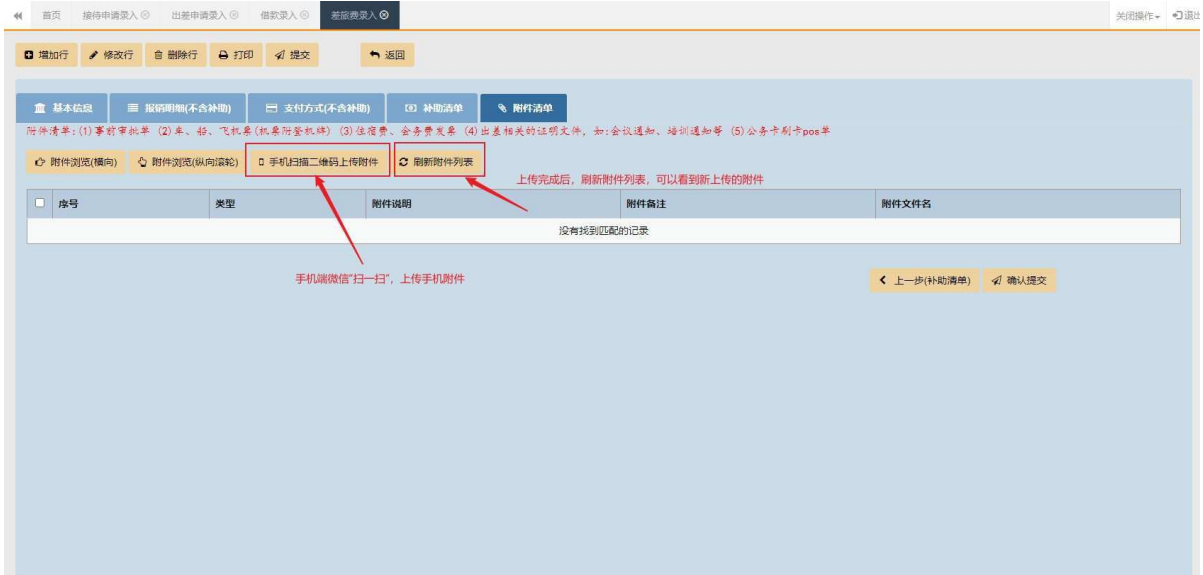 首页 接待申请录入 出差申请录入 借款录入 差旅费录入 关闭操作 退出
增加行 修改行 删除行 打印 提交 返回
基本信息 报销明细(不含补助) 支付方式(不含补助) 补助清单 附件清单
附件清单:(1)事前审批单 (2)车、船、飞机票(机票附登机牌) (3)住宿费、会务费发票 (4)出差相关的证明文件, 如:会议通知、培训通知等 (5)公务卡刷卡pos单
附件浏览(横向) 附件浏览(纵向滚轮) 手机扫描二维码上传附件 刷新附件列表
上传完成后，刷新附件列表，可以看到新上传的附件
序号 类型 附件说明 附件备注 附件文件名
没有找到匹配的记录
手机端微信“扫一扫”，上传手机附件
上一步(补助清单) 确认提交